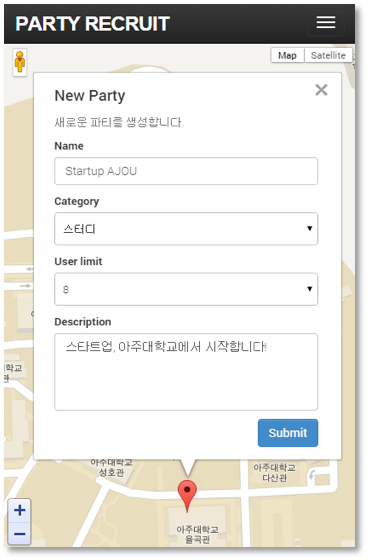 PARTY RECRUIT
Map
Satellite
New Party
×
새로운 파티를 생성합니다.
Name
Startup AJOU
Category
스터디
User limit
8
Description
스타트업, 아주대학교에서 시작합니다!
Submit
아주대학교
성호관
아주대학교
다산관
아주대학교
율곡관
+
−